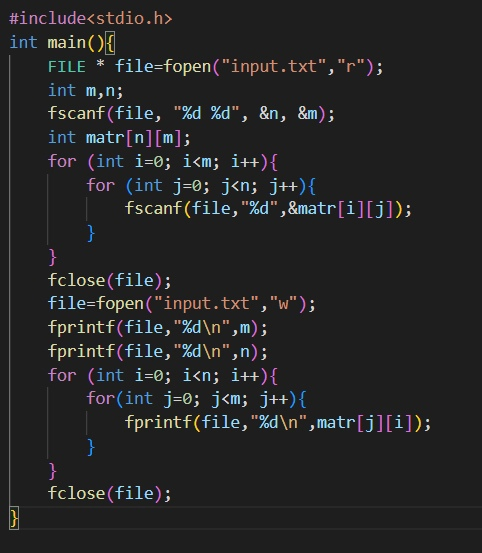 #include<stdio.h>
int main(){
    FILE * file=fopen("input.txt","r");
    int m,n;
    fscanf(file, "%d %d", &n, &m);
    int matr[n][m];
    for (int i=0; i<m; i++){
        for (int j=0; j<n; j++){
            fscanf(file,"%d",&matr[i][j]);
        }
    }
    fclose(file);
    file=fopen("input.txt","w");
    fprintf(file,"%d\n",m);
    fprintf(file,"%d\n",n);
    for (int i=0; i<n; i++){
        for(int j=0; j<m; j++){
            fprintf(file,"%d\n",matr[j][i]);
        }
    }
    fclose(file);
}